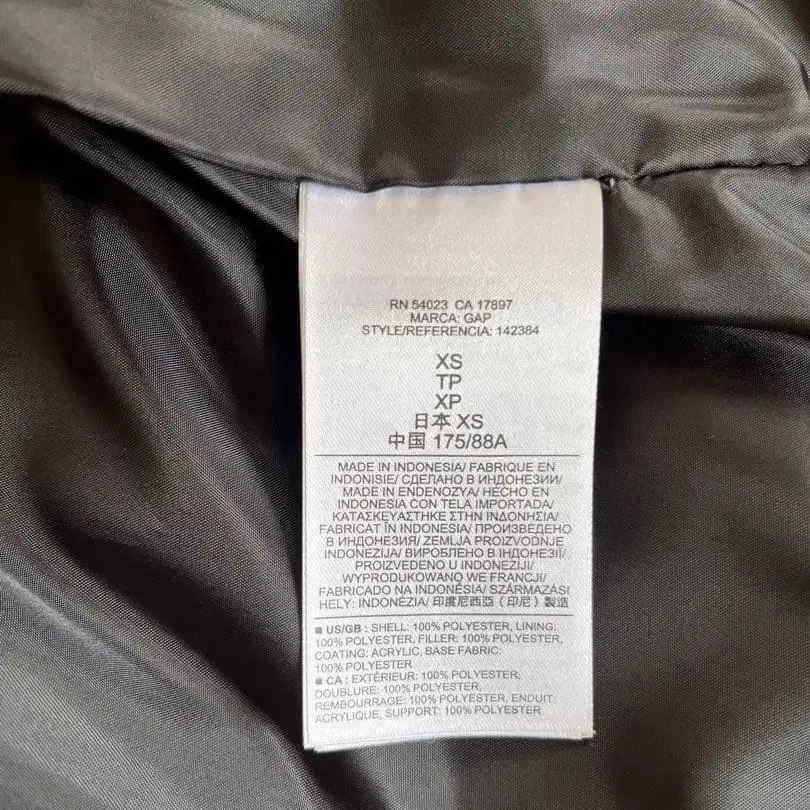 RN 54023 CA 17897
MARCA: GAP
STYLE/REFERENCIA: 142384
XS
TP
XP
日本 XS
中国 175/88A
MADE IN INDONESIA/ FABRIQUE EN
INDONISIE/ СДЕЛАНО В ИНДОНЕЗИИ/
MADE IN ENDENOZYA/ HECHO EN
INDONESIA CON TELA IMPORTADA/
ΚΑΤΑΣΚΕΥΑΣΤΗΚΕ ΣΤΗΝ ΙΝΔΟΝΗΣΙΑ/
FABRICAT ÎN INDONESIA/ ПРОИЗВЕДЕНО
В ИНДОНЕЗИЯ/ ZEMLJA PROIZVODNJE
INDONEZIJA/ ВИРОБЛЕНО В ІНДОНЕЗІЇ/
PROIZVEDENO U INDONEZIJI/
WYPRODUKOWANO WE FRANCJI/
FABRICADO NA INDONÉSIA/ SZÁRMAZÁSI
HELY: INDONÉZIA/ 印度尼西亞 (印尼) 製造
■ US/GB : SHELL: 100% POLYESTER, LINING:
100% POLYESTER, FILLER: 100% POLYESTER,
COATING: ACRYLIC, BASE FABRIC:
100% POLYESTER
■ CA : EXTÉRIEUR: 100% POLYESTER,
DOUBLURE: 100% POLYESTER,
REMBOURRAGE: 100% POLYESTER, ENDUIT:
ACRYLIQUE, SUPPORT: 100% POLYESTER